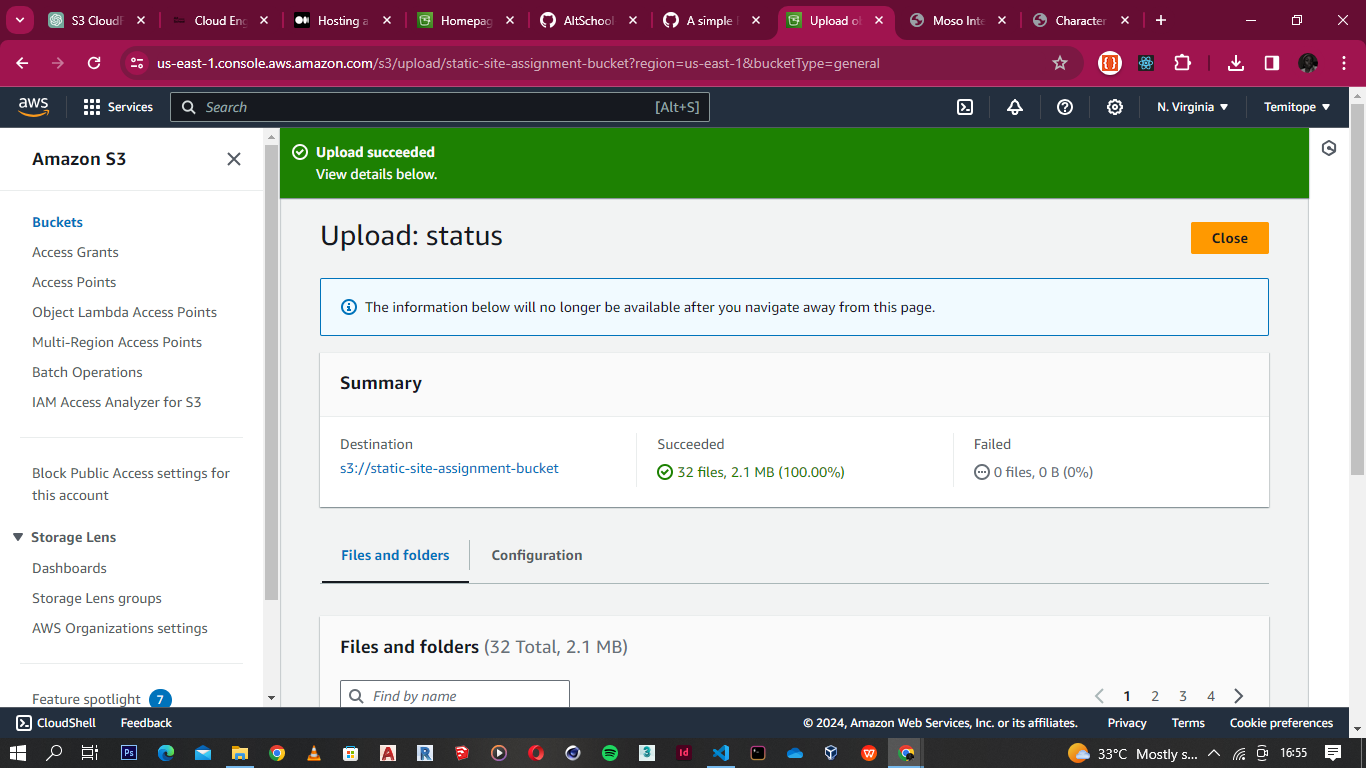 S3 CloudF
Cloud Eng
Hosting a
Homepag
AltSchool
A simple
Upload ol
Moso Inte
Character
us-east-1.console.aws.amazon.com/s3/upload/static-site-assignment-bucket?region=us-east-1&bucketType=general
aws
Services
Search
[Alt+S]
N. Virginia
Temitope
Amazon S3
Buckets
Access Grants
Access Points
Object Lambda Access Points
Multi-Region Access Points
Batch Operations
IAM Access Analyzer for S3
Block Public Access settings for
this account
Storage Lens
Dashboards
Storage Lens groups
AWS Organizations settings
Feature spotlight 7
Upload succeeded
View details below.
Upload: status
Close
The information below will no longer be available after you navigate away from this page.
Summary
Destination
s3://static-site-assignment-bucket
Succeeded
32 files, 2.1 MB (100.00%)
Failed
0 files, 0 B (0%)
Files and folders
Configuration
Files and folders (32 Total, 2.1 MB)
Find by name
1 2 3 4
CloudShell
Feedback
© 2024, Amazon Web Services, Inc. or its affiliates.
Privacy
Terms
Cookie preferences
Ps
A
R
3
Id
33°C Mostly s...
16:55